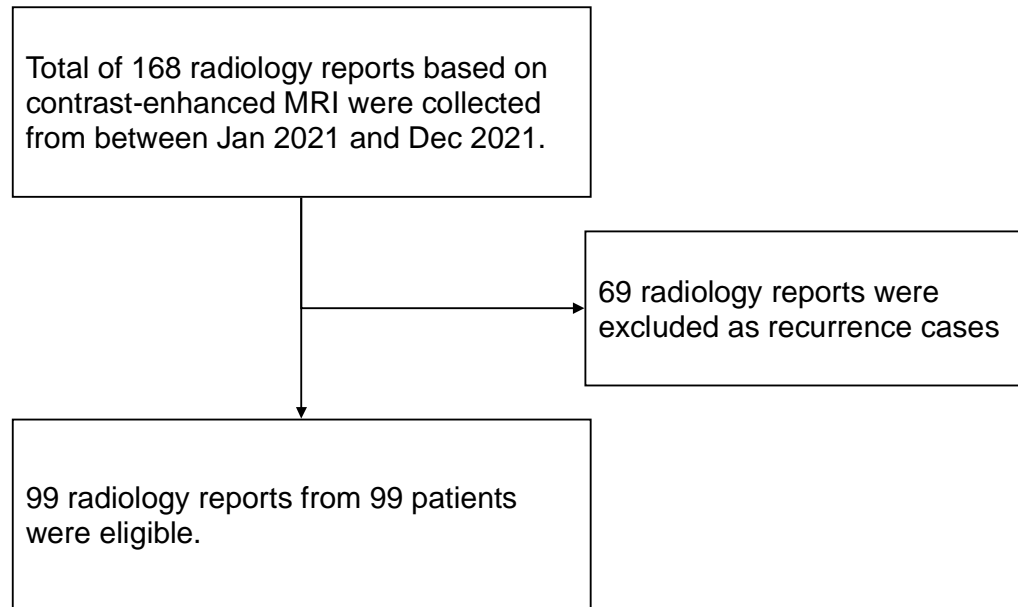 Total of 168 radiology reports based on
contrast-enhanced MRI were collected
from between Jan 2021 and Dec 2021.
69 radiology reports were
excluded as recurrence cases
99 radiology reports from 99 patients
were eligible.